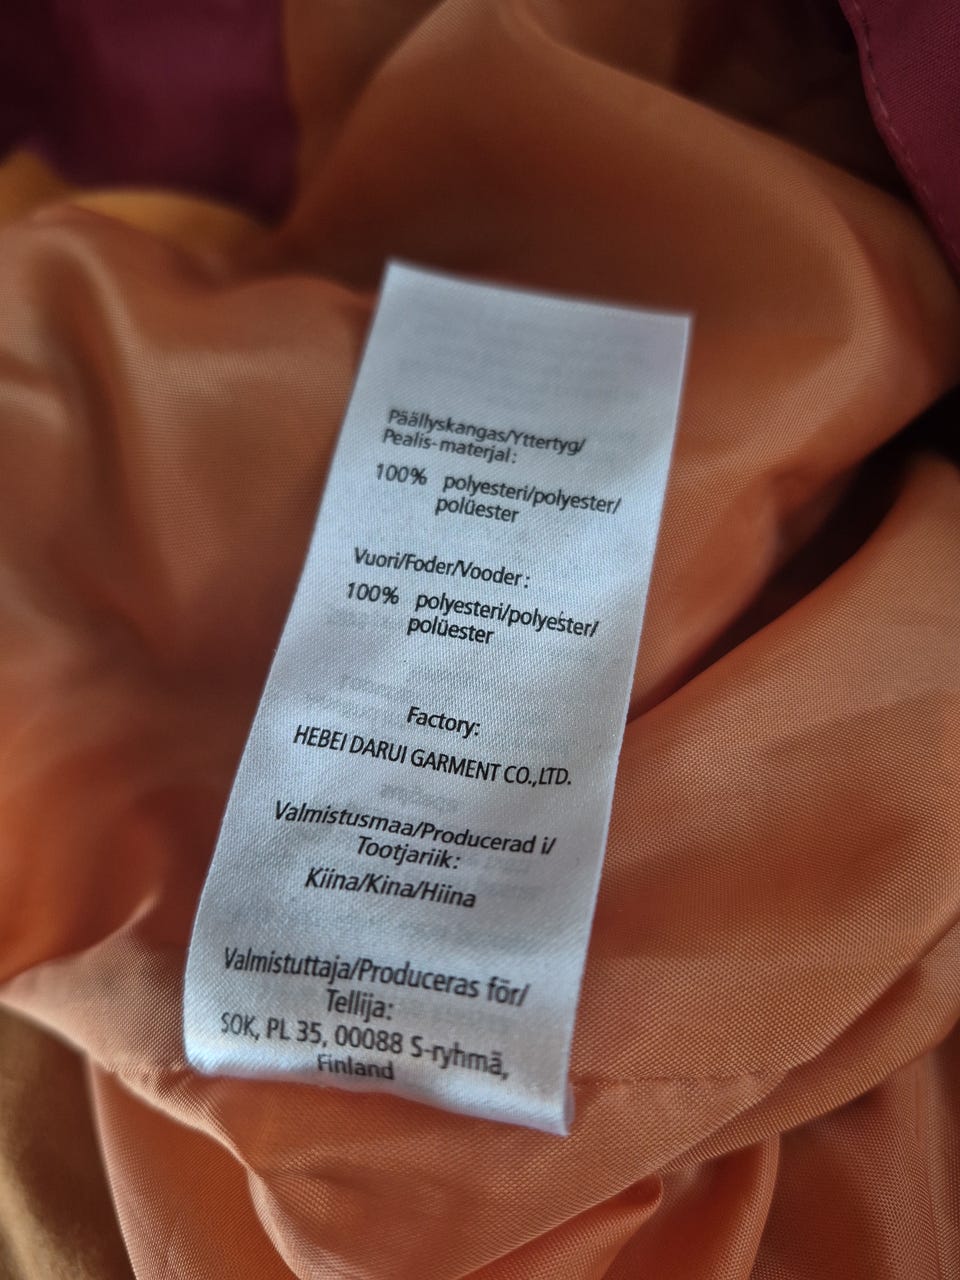 Päällyskangas/Yttertyg/
Pealis-materjal:
100% polyesteri/polyester/
polüester
Vuori/Foder/Vooder:
100% polyesteri/polyester/
polüester
Factory:
HEBEI DARUI GARMENT CO.,LTD.
Valmistusmaa/Producerad i/
Tootjariik:
Kiina/Kina/Hiina
Valmistuttaja/Produceras för/
Tellija:
SOK, PL 35, 00088 S-ryhmä,
Finland